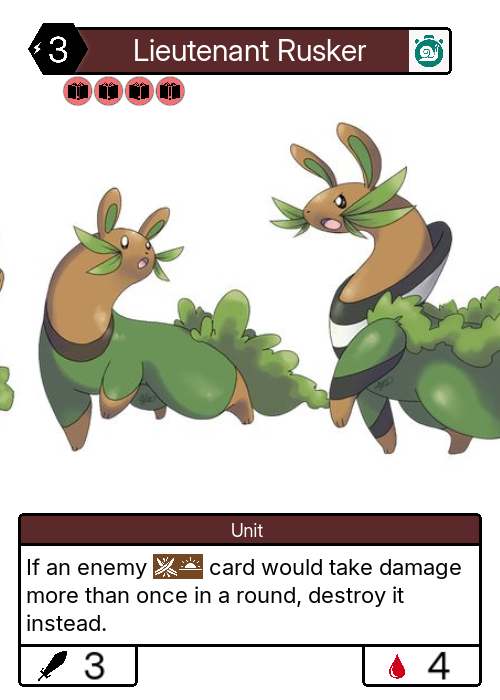 3
Lieutenant Rusker
Unit
If an enemy card would take damage
more than once in a round, destroy it
instead.
3
4